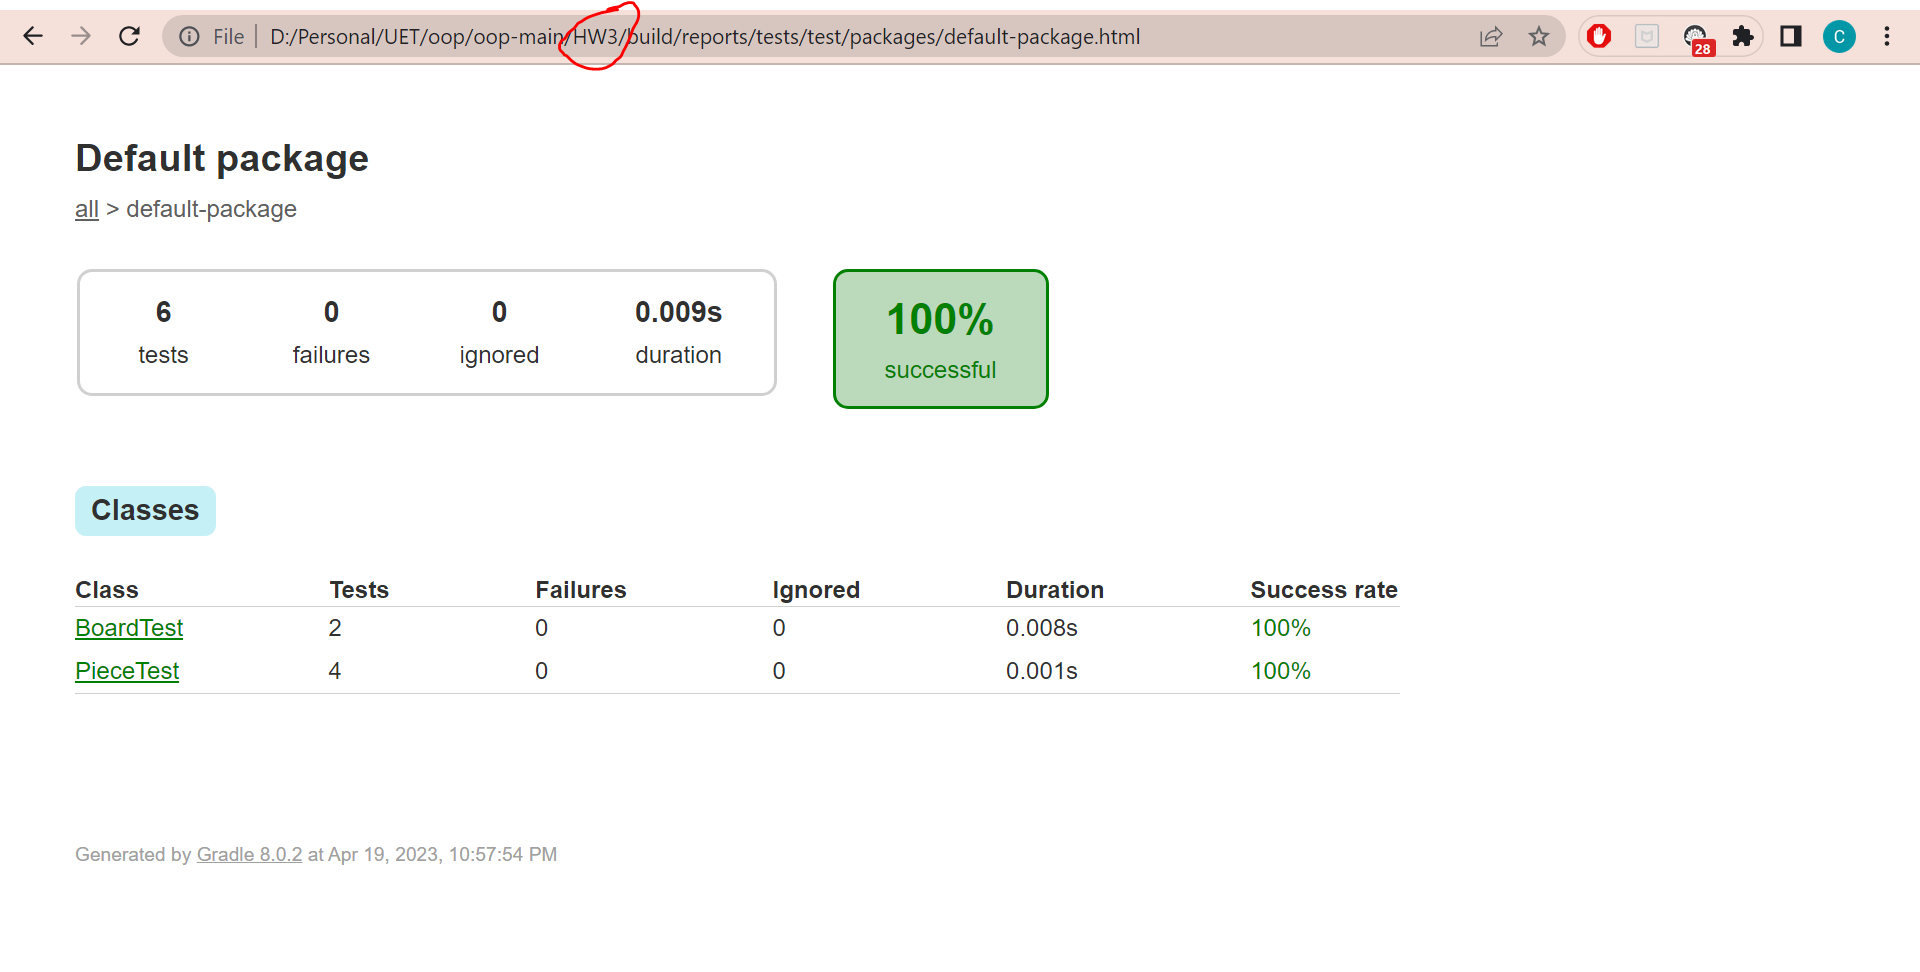 File D:/Personal/UET/oop/oop-main/HW3/build/reports/tests/test/packages/default-package.html
28
C
Default package
all > default-package
6 0 0 0.009s
tests failures ignored duration
100%
successful
Classes
Class Tests Failures Ignored Duration Success rate
BoardTest 2 0 0 0.008s 100%
PieceTest 4 0 0 0.001s 100%
Generated by Gradle 8.0.2 at Apr 19, 2023, 10:57:54 PM